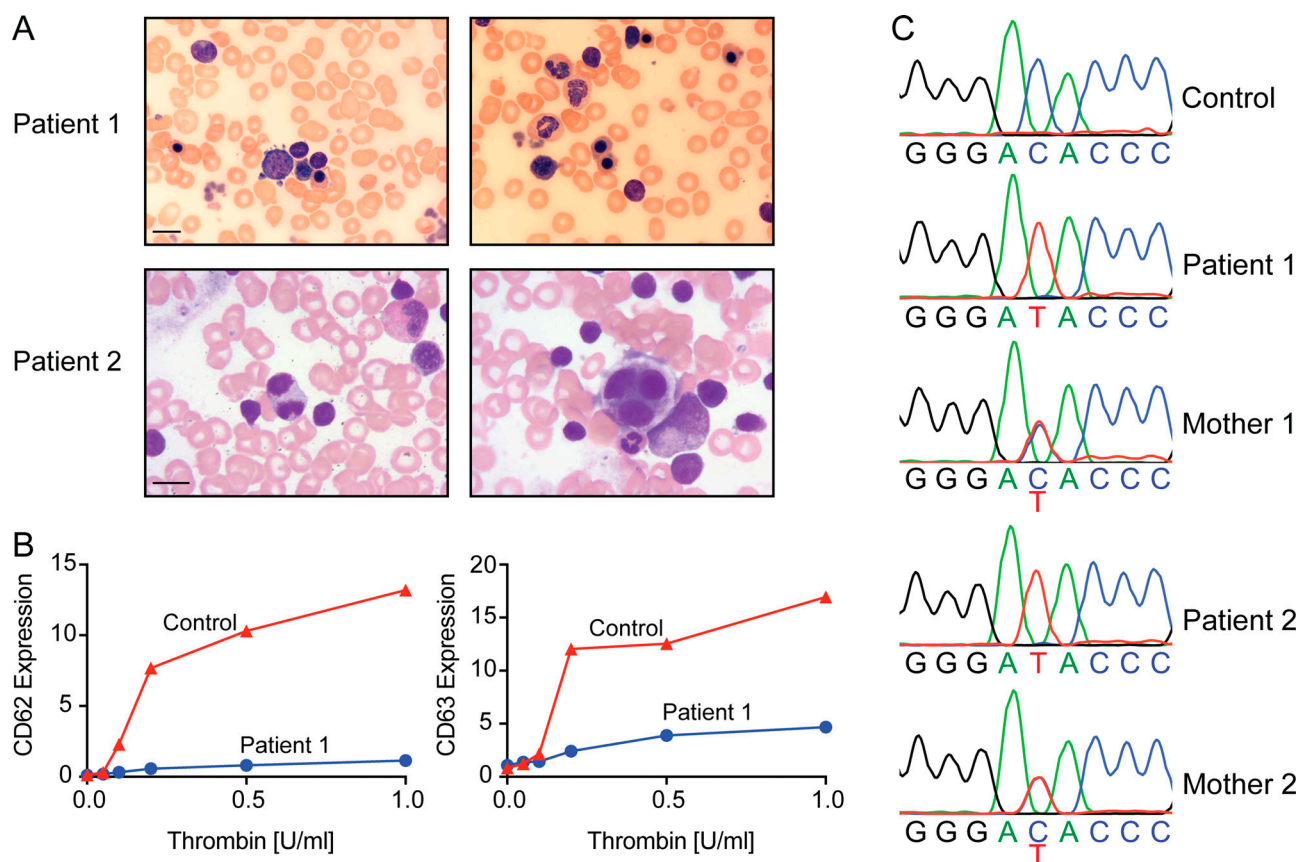 A
Patient 1
Patient 2
B
CD62 Expression
15
10
5
0
Control
Patient 1
0.0 0.5 1.0
Thrombin [U/ml]
CD63 Expression
20
15
10
5
0
Control
Patient 1
0.0 0.5 1.0
Thrombin [U/ml]
C
Control
G G G A C A C C C
Patient 1
G G G A T A C C C
Mother 1
G G G A C A C C C
T
Patient 2
G G G A T A C C C
Mother 2
G G G A C A C C C
T